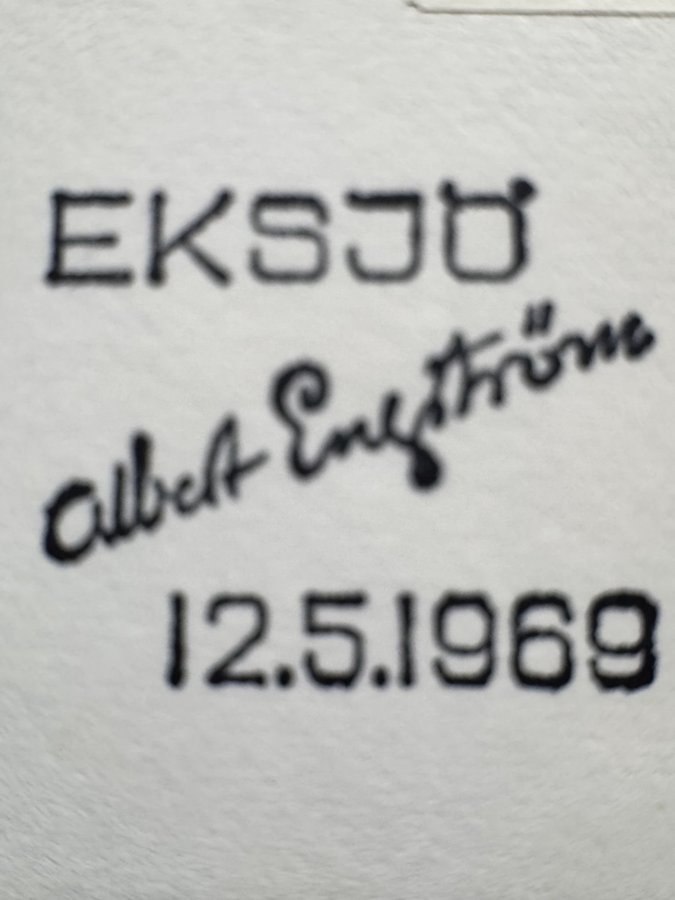 EKSJÖ
Albert Engström
12.5.1969